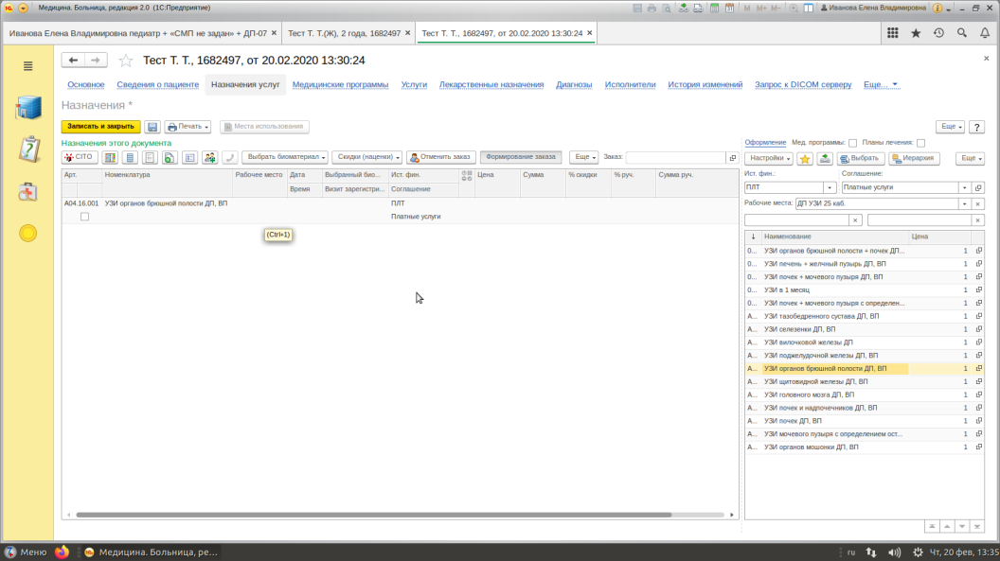 Медицина. Больница, редакция 2.0 (1С:Предприятие)
M M+ M- Иванова Елена Владимировна
Иванова Елена Владимировна педиатр + «СМП не задан» + ДП-07 × Тест Т. Т.(Ж), 2 года, 1682497 × Тест Т. Т., 1682497, от 20.02.2020 13:30:24 ×
Тест Т. Т., 1682497, от 20.02.2020 13:30:24
Основное Сведения о пациенте Назначения услуг Медицинские программы Услуги Лекарственные назначения Диагнозы Исполнители История изменений Запрос к DICOM серверу Еще...
Назначения *
Записать и закрыть Печать Места использования Еще ?
Назначения этого документа
CITO Выбрать биоматериал Скидки (наценки) Отменить заказ Формирование заказа Еще Заказ:
Арт. Номенклатура Рабочее место Дата Выбранный био... Ист. фин. Цена Сумма % скидки % руч. Сумма руч.
Время Визит зарегистри... Соглашение
A04.16.001 УЗИ органов брюшной полости ДП, ВП ПЛТ
Платные услуги
(Ctrl+1)
Оформление Мед. программы: Планы лечения:
Настройки Выбрать Иерархия Еще
Ист. фин.: Соглашение:
ПЛТ Платные услуги
Рабочие места: ДП УЗИ 25 каб.
↓ Наименование Цена
0... УЗИ органов брюшной полости + почек ДП... 1
0... УЗИ печень + желчный пузырь ДП, ВП 1
0... УЗИ почек + мочевого пузыря ДП, ВП 1
0... УЗИ в 1 месяц 1
0... УЗИ почек + мочевого пузыря с определен... 1
A... УЗИ тазобедренного сустава ДП, ВП 1
A... УЗИ селезенки ДП, ВП 1
A... УЗИ вилочковой железы ДП 1
A... УЗИ поджелудочной железы ДП, ВП 1
A... УЗИ органов брюшной полости ДП, ВП 1
A... УЗИ щитовидной железы ДП, ВП 1
A... УЗИ головного мозга ДП, ВП 1
A... УЗИ почек и надпочечников ДП, ВП 1
A... УЗИ почек ДП, ВП 1
A... УЗИ мочевого пузыря с определением ост... 1
A... УЗИ органов мошонки ДП, ВП 1
Меню Медицина. Больница, ре... ru Чт, 20 фев, 13:35